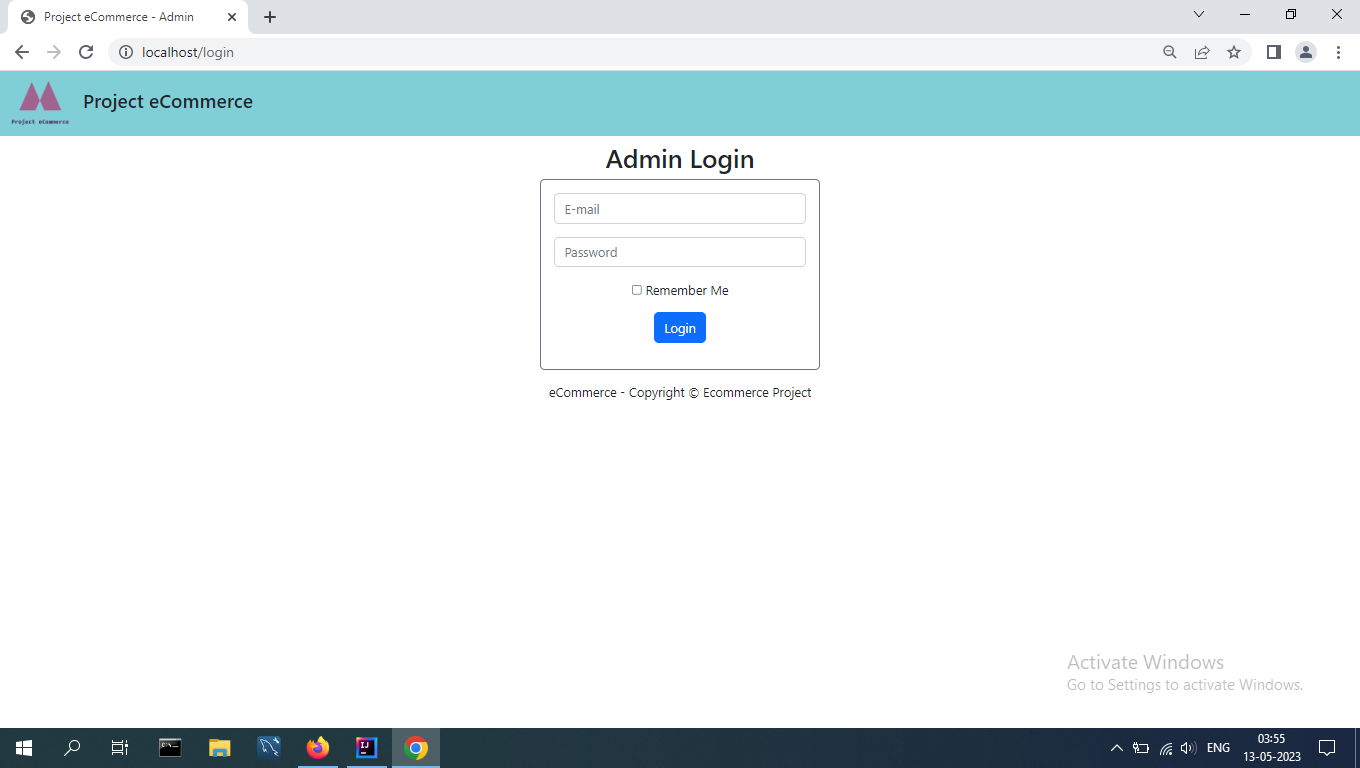 Project eCommerce - Admin
localhost/login
Project eCommerce
Project eCommerce
Admin Login
E-mail
Password
Remember Me
Login
eCommerce - Copyright © Ecommerce Project
Activate Windows
Go to Settings to activate Windows.
C:\_
IJ
ENG
03:55
13-05-2023